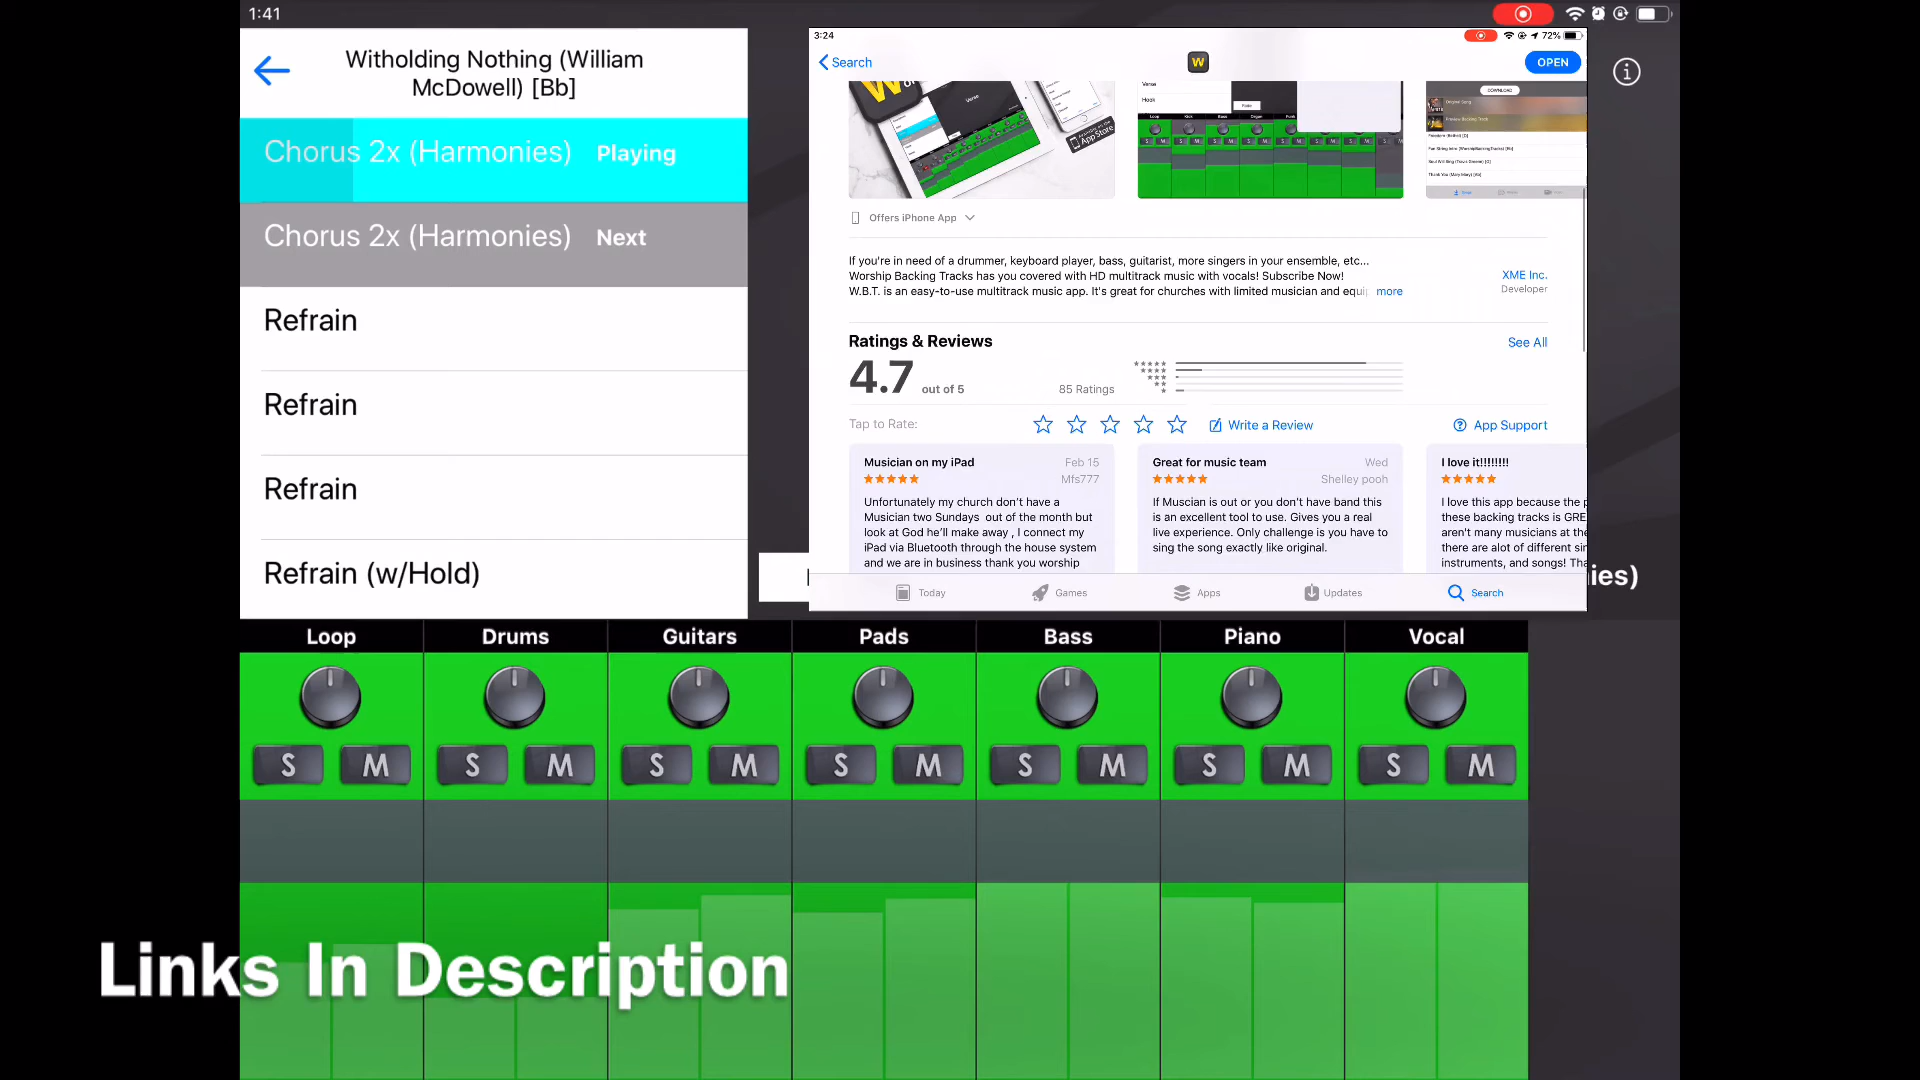 1:41
Witholding Nothing (William
McDowell) [Bb]
Chorus 2x (Harmonies) Playing
Chorus 2x (Harmonies) Next
Refrain
Refrain
Refrain
Refrain (w/Hold)
3:24
72%
Search
W
OPEN
Verse
Hook
DOWNLOAD
Offers iPhone App
If you're in need of a drummer, keyboard player, bass, guitarist, more singers in your ensemble, etc...
Worship Backing Tracks has you covered with HD multitrack music with vocals! Subscribe Now!
W.B.T. is an easy-to-use multitrack music app. It's great for churches with limited musician and equi more
XME Inc.
Developer
Ratings & Reviews
See All
4.7 out of 5
85 Ratings
Tap to Rate:
Write a Review
App Support
Musician on my iPad Feb 15
Mfs777
Unfortunately my church don't have a
Musician two Sundays out of the month but
look at God he'll make away , I connect my
iPad via Bluetooth through the house system
and we are in business thank you worship
Great for music team Wed
Shelley pooh
If Muscian is out or you don't have band this
is an excellent tool to use. Gives you a real
live experience. Only challenge is you have to
sing the song exactly like original.
I love it!!!!!!!!
I love this app because the p
these backing tracks is GRE
aren't many musicians at the
there are alot of different sin
instruments, and songs! Tha
Today Games Apps Updates Search
ies)
Loop Drums Guitars Pads Bass Piano Vocal
S M S M S M S M S M S M S M
Links In Description